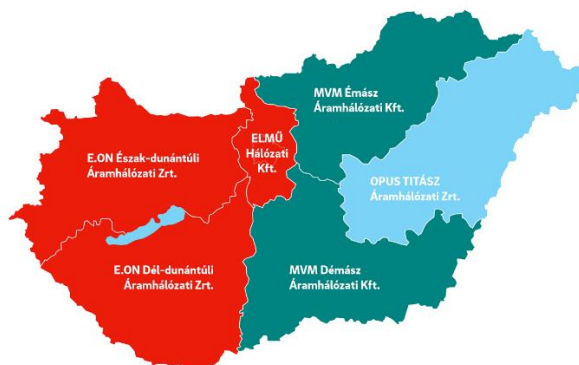 MVM Émász
Áramhálózati Kft.
ELMŰ
Hálózati
Kft.
E.ON Észak-dunántúli
Áramhálózati Zrt.
OPUS TITÁSZ
Áramhálózati Zrt.
E.ON Dél-dunántúli
Áramhálózati Zrt.
MVM Démász
Áramhálózati Kft.